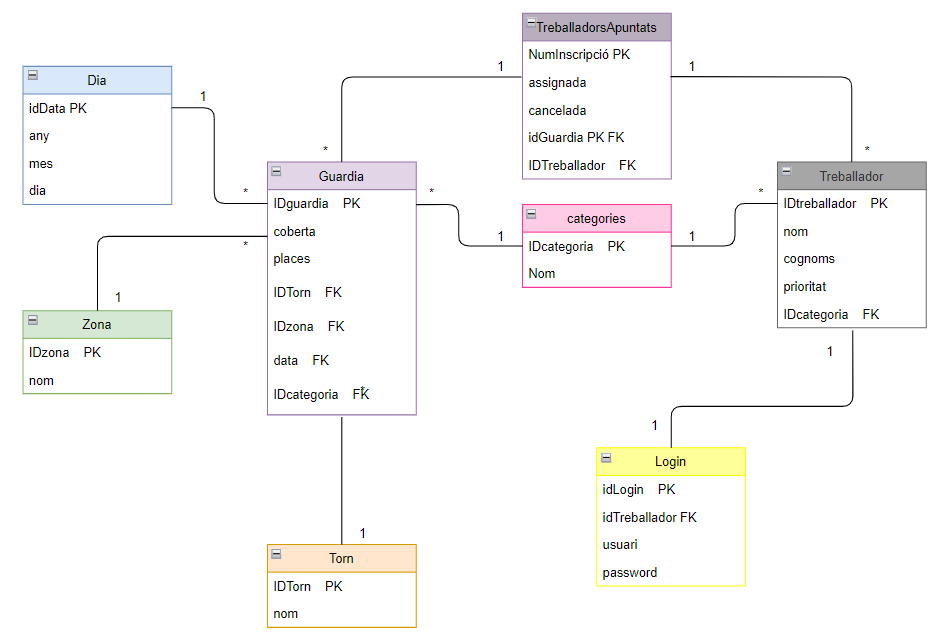 TreballadorsApuntats
NumInscripció PK
assignada
cancelada
idGuardia PK FK
IDTreballador FK
Dia
idData PK
any
mes
dia
1
*
1
*
1
*
Guardia
IDguardia PK
coberta
places
IDTorn FK
IDzona FK
data FK
IDcategoria FK
*
*
1
categories
IDcategoria PK
Nom
1
*
Treballador
IDtreballador PK
nom
cognoms
prioritat
IDcategoria FK
*
1
Zona
IDzona PK
nom
1
1
Login
idLogin PK
idTreballador FK
usuari
password
*
1
Torn
IDTorn PK
nom